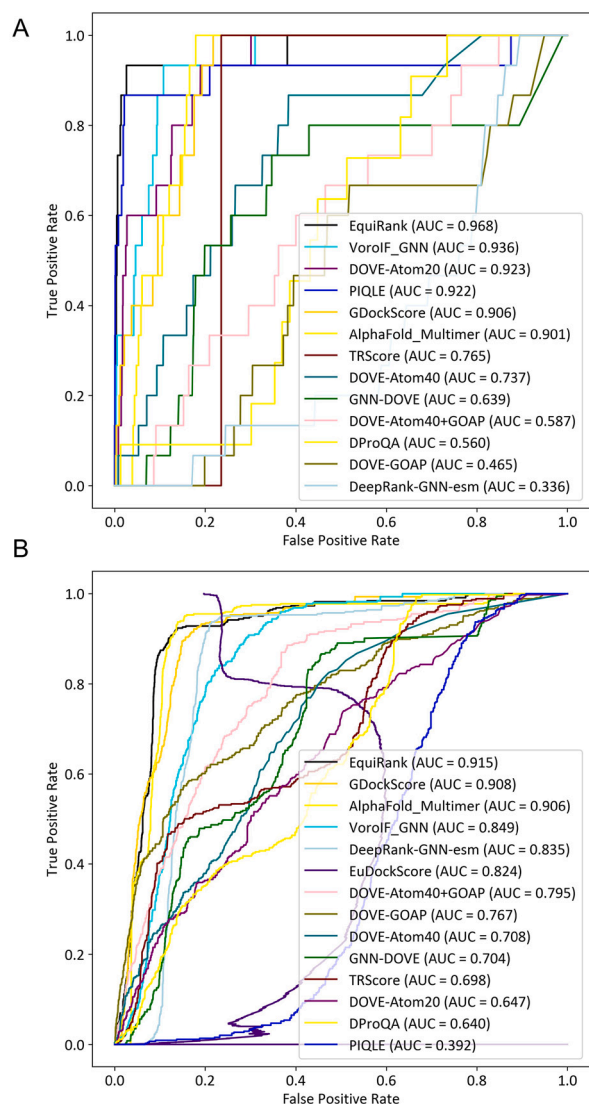 A
1.0
0.8
0.6
0.4
0.2
0.0
True Positive Rate
EquiRank (AUC = 0.968)
VoroIF_GNN (AUC = 0.936)
DOVE-Atom20 (AUC = 0.923)
PIQLE (AUC = 0.922)
GDockScore (AUC = 0.906)
AlphaFold_Multimer (AUC = 0.901)
TRScore (AUC = 0.765)
DOVE-Atom40 (AUC = 0.737)
GNN-DOVE (AUC = 0.639)
DOVE-Atom40+GOAP (AUC = 0.587)
DProQA (AUC = 0.560)
DOVE-GOAP (AUC = 0.465)
DeepRank-GNN-esm (AUC = 0.336)
0.0 0.2 0.4 0.6 0.8 1.0
False Positive Rate
B
1.0
0.8
0.6
0.4
0.2
0.0
True Positive Rate
EquiRank (AUC = 0.915)
GDockScore (AUC = 0.908)
AlphaFold_Multimer (AUC = 0.906)
VoroIF_GNN (AUC = 0.849)
DeepRank-GNN-esm (AUC = 0.835)
EuDockScore (AUC = 0.824)
DOVE-Atom40+GOAP (AUC = 0.795)
DOVE-GOAP (AUC = 0.767)
DOVE-Atom40 (AUC = 0.708)
GNN-DOVE (AUC = 0.704)
TRScore (AUC = 0.698)
DOVE-Atom20 (AUC = 0.647)
DProQA (AUC = 0.640)
PIQLE (AUC = 0.392)
0.0 0.2 0.4 0.6 0.8 1.0
False Positive Rate